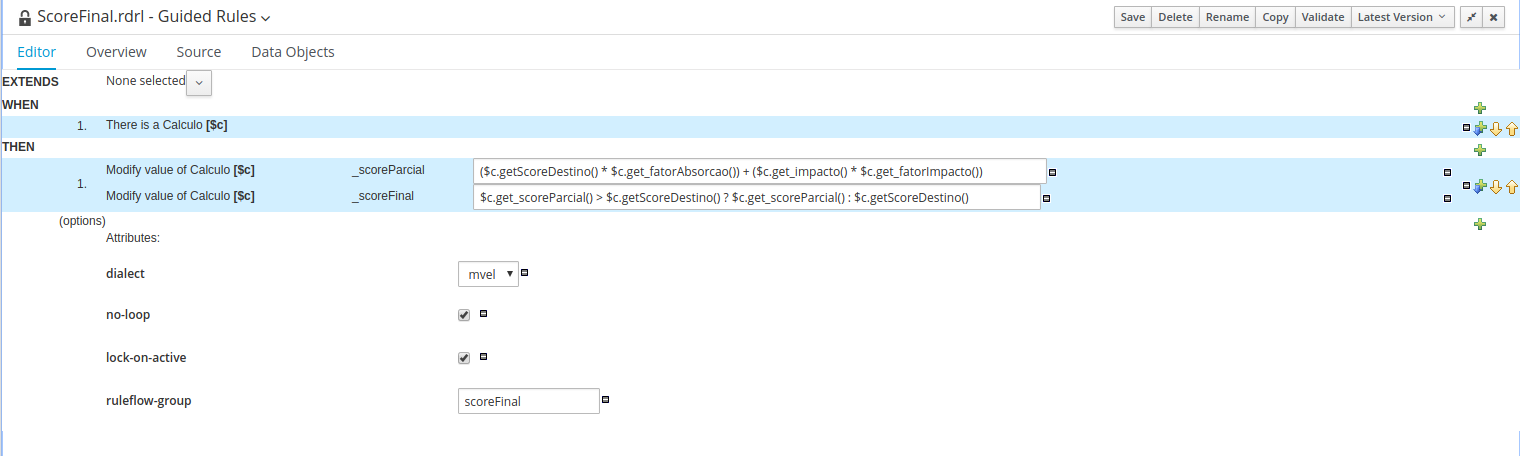 ScoreFinal.rdrl - Guided Rules
Save Delete Rename Copy Validate Latest Version
Editor Overview Source Data Objects
EXTENDS None selected
WHEN
1. There is a Calculo [$c]
THEN
1.
Modify value of Calculo [$c] _scoreParcial ($c.getScoreDestino() * $c.get_fatorAbsorcao()) + ($c.get_impacto() * $c.get_fatorImpacto())
Modify value of Calculo [$c] _scoreFinal $c.get_scoreParcial() > $c.getScoreDestino() ? $c.get_scoreParcial() : $c.getScoreDestino()
(options)
Attributes:
dialect mvel
no-loop
lock-on-active
ruleflow-group scoreFinal